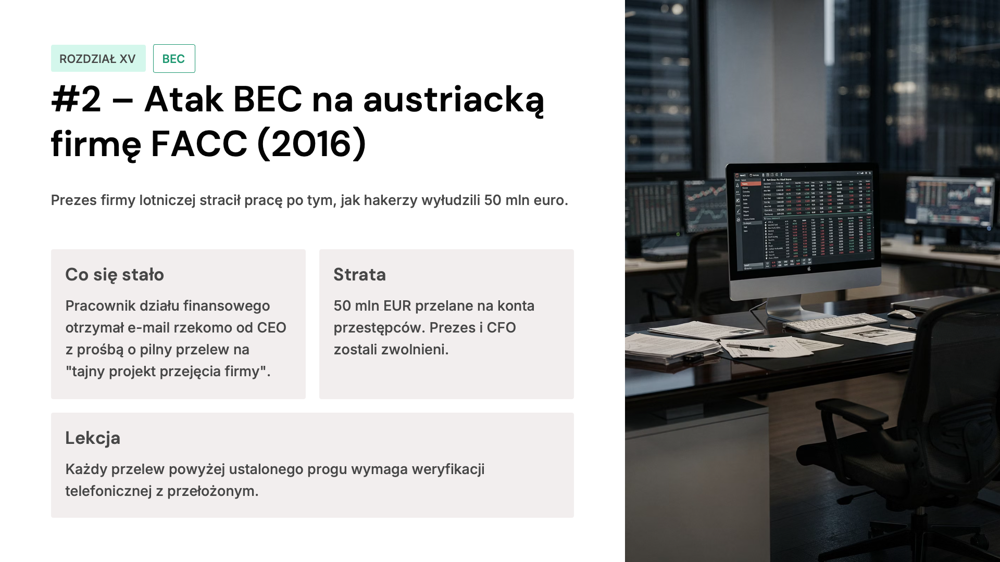 ROZDZIAŁ XV
BEC
#2 – Atak BEC na austriacką
firmę FACC (2016)
Prezes firmy lotniczej stracił pracę po tym, jak hakerzy wyłudzili 50 mln euro.
Co się stało
Pracownik działu finansowego
otrzymał e-mail rzekomo od CEO
z prośbą o pilny przelew na
"tajny projekt przejęcia firmy".
Strata
50 mln EUR przelane na konta
przestępców. Prezes i CFO
zostali zwolnieni.
Lekcja
Każdy przelew powyżej ustalonego progu wymaga weryfikacji
telefonicznej z przełożonym.